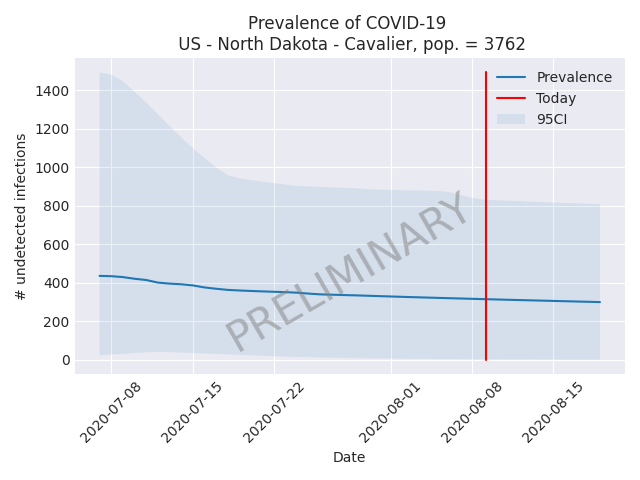 Prevalence of COVID-19
US - North Dakota - Cavalier, pop. = 3762
Prevalence
Today
95CI
1400
1200
1000
800
600
400
200
0
# undetected infections
PRELIMINARY
2020-07-08
2020-07-15
2020-07-22
2020-08-01
2020-08-08
2020-08-15
Date